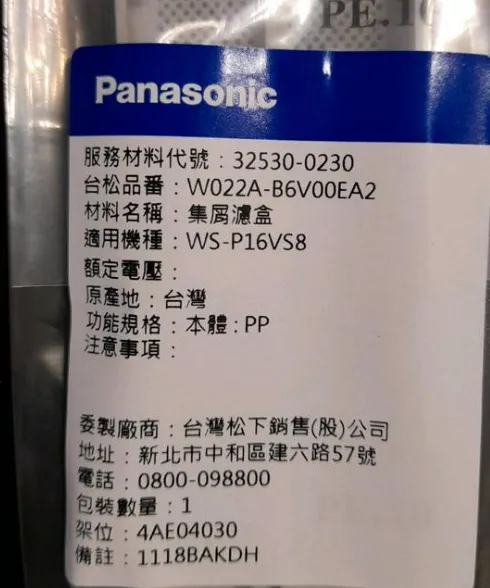 PE.10
Panasonic
服務材料代號：32530-0230
台松品番：W022A-B6V00EA2
材料名稱：集屑濾盒
適用機種：WS-P16VS8
額定電壓：
原產地：台灣
功能規格：本體：PP
注意事項：
委製廠商：台灣松下銷售(股)公司
地址：新北市中和區建六路57號
電話：0800-098800
包裝數量：1
架位：4AE04030
備註：1118BAKDH